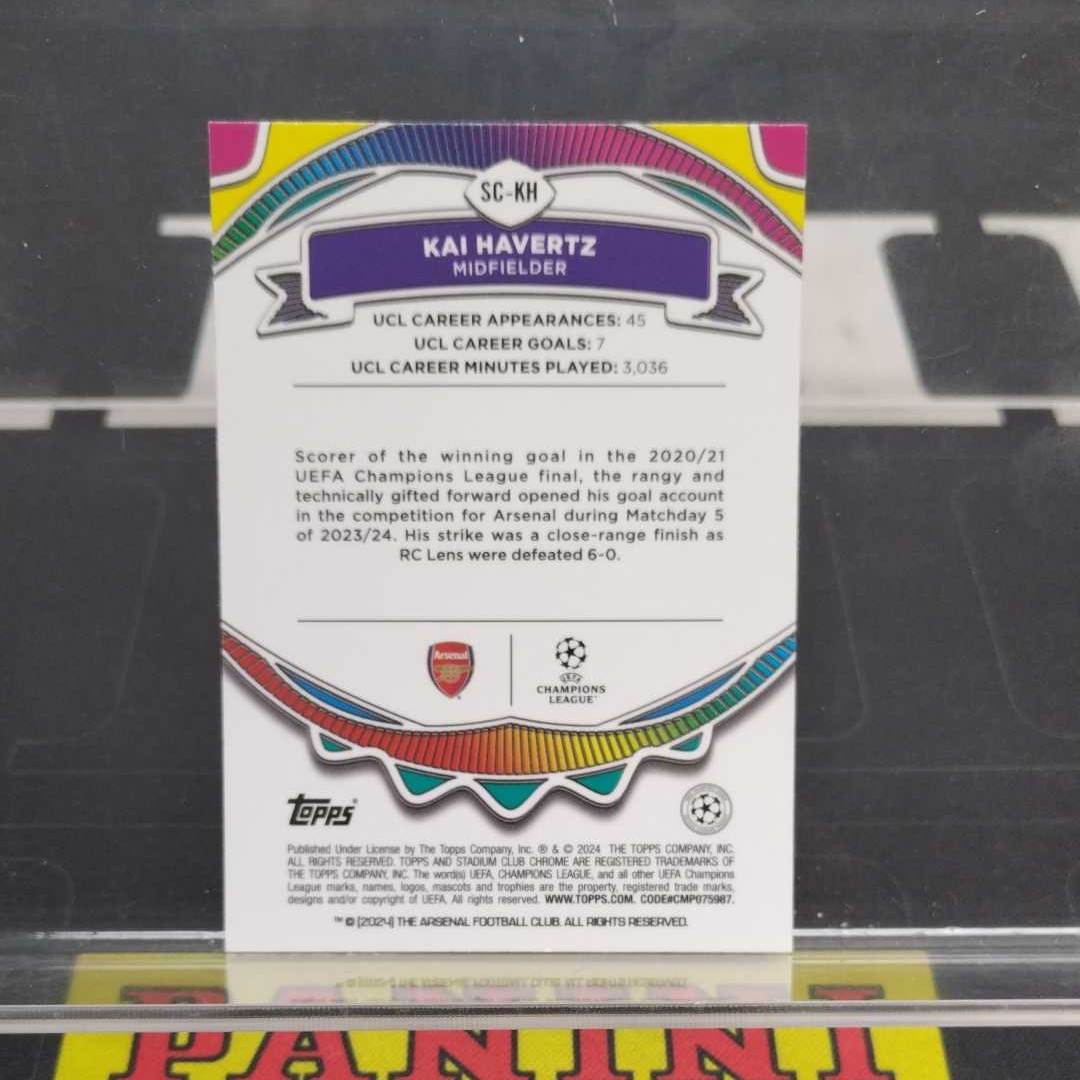 SC-KH
KAI HAVERTZ
MIDFIELDER
UCL CAREER APPEARANCES: 45
UCL CAREER GOALS: 7
UCL CAREER MINUTES PLAYED: 3,036
Scorer of the winning goal in the 2020/21
UEFA Champions League final, the rangy and
technically gifted forward opened his goal account
in the competition for Arsenal during Matchday 5
of 2023/24. His strike was a close-range finish as
RC Lens were defeated 6-0.
Arsenal
UEFA
CHAMPIONS
LEAGUE
Topps
Published Under License by The Topps Company, Inc. ® & © 2024 THE TOPPS COMPANY, INC.
ALL RIGHTS RESERVED. TOPPS AND STADIUM CLUB CHROME ARE REGISTERED TRADEMARKS OF
THE TOPPS COMPANY, INC. The word(s) UEFA, CHAMPIONS LEAGUE, and all other UEFA Champions
League marks, names, logos, mascots and trophies are the property, registered trade marks,
designs and/or copyright of UEFA. All rights reserved. WWW.TOPPS.COM. CODE#CMP075987.
™ © [2024] THE ARSENAL FOOTBALL CLUB. ALL RIGHTS RESERVED.
PANINI